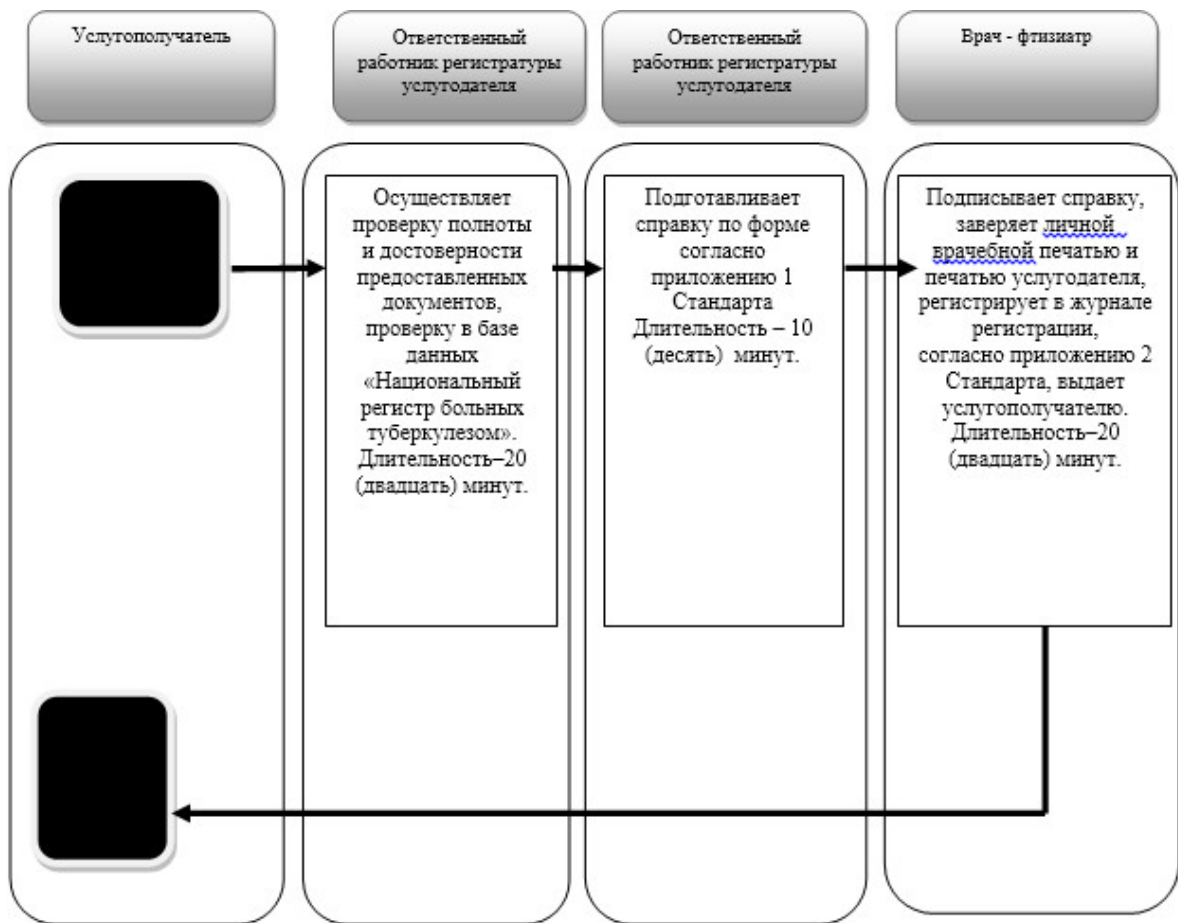 Услугополучатель
Ответственный
работник регистратуры
услугодателя
Ответственный
работник регистратуры
услугодателя
Врач - фтизиатр
Осуществляет
проверку полноты
и достоверности
предоставленных
документов,
проверку в базе
данных
«Национальный
регистр больных
туберкулезом».
Длительность–20
(двадцать) минут.
Подготавливает
справку по форме
согласно
приложению 1
Стандарта
Длительность – 10
(десять) минут.
Подписывает справку,
заверяет личной
врачебной печатью и
печатью услугодателя,
регистрирует в журнале
регистрации,
согласно приложению 2
Стандарта, выдает
услугополучателю.
Длительность–20
(двадцать) минут.